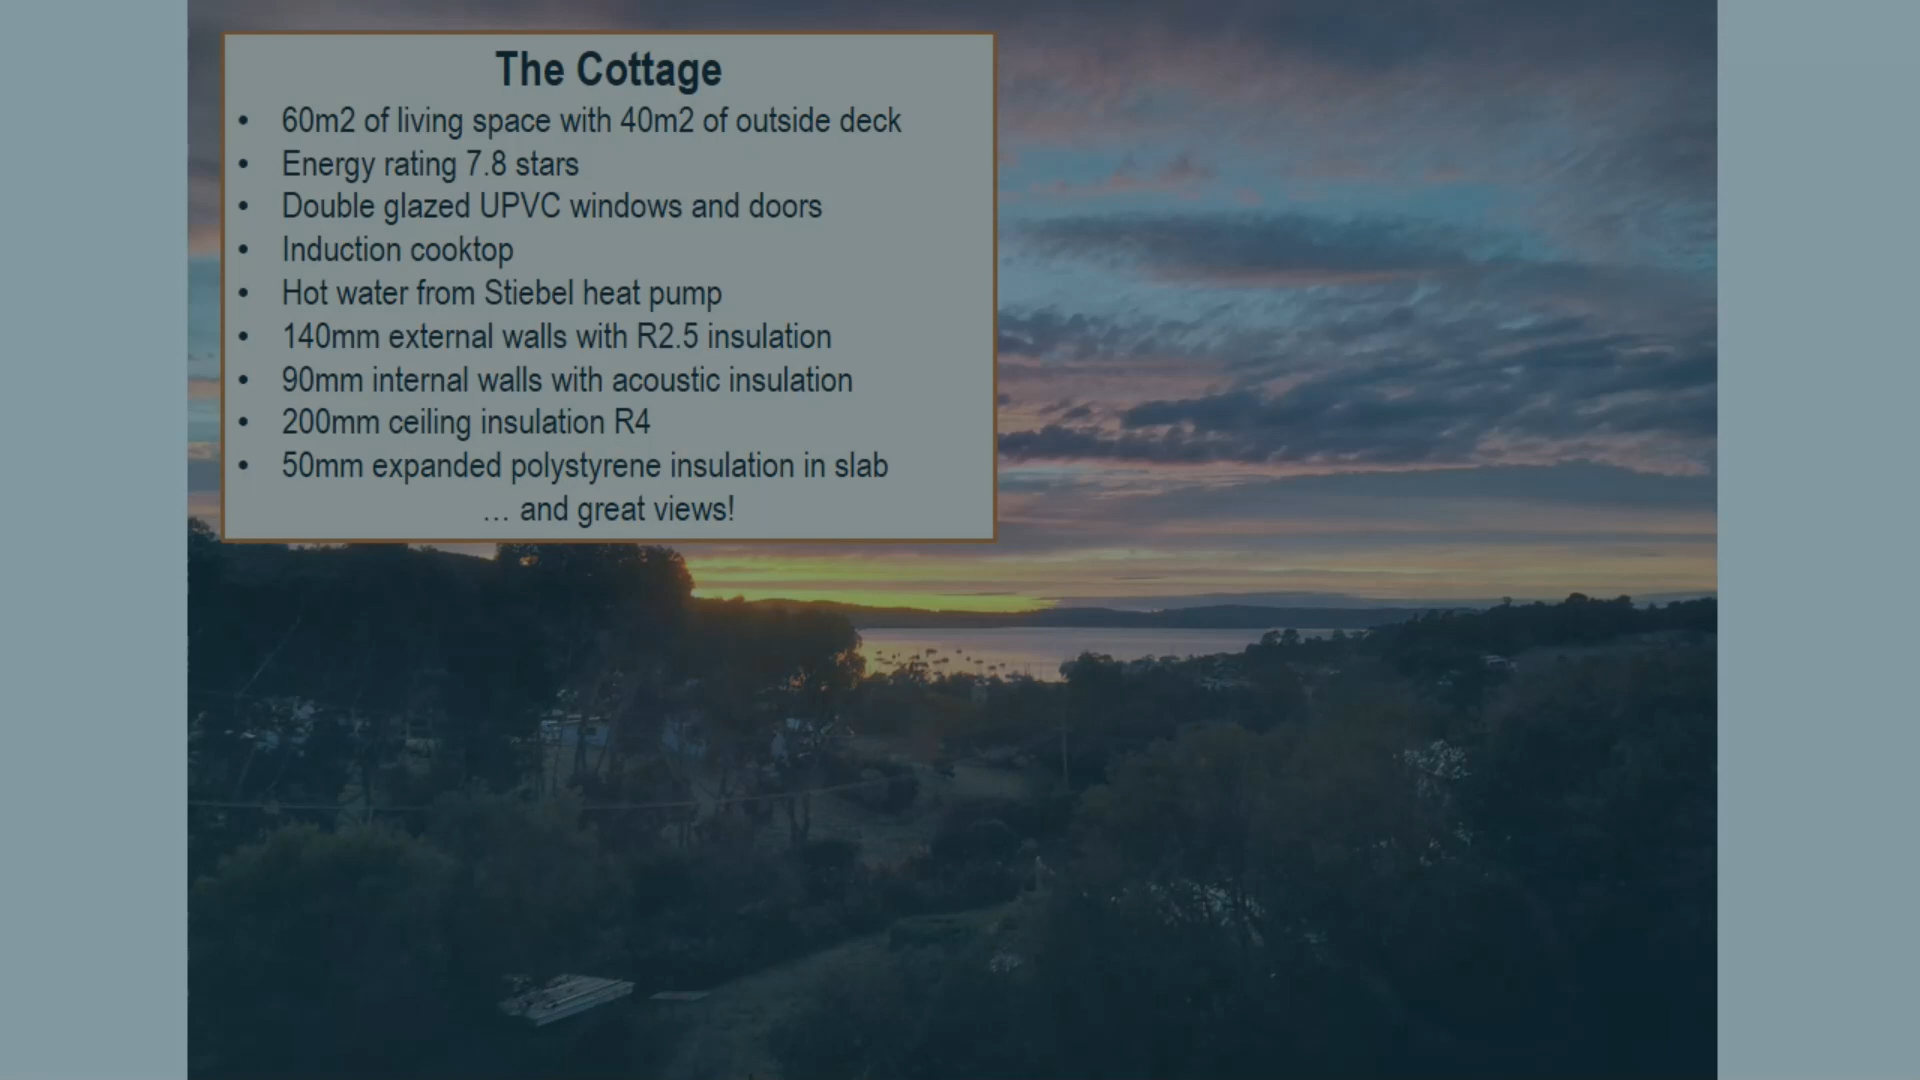 The Cottage
• 60m2 of living space with 40m2 of outside deck
• Energy rating 7.8 stars
• Double glazed UPVC windows and doors
• Induction cooktop
• Hot water from Stiebel heat pump
• 140mm external walls with R2.5 insulation
• 90mm internal walls with acoustic insulation
• 200mm ceiling insulation R4
• 50mm expanded polystyrene insulation in slab
… and great views!